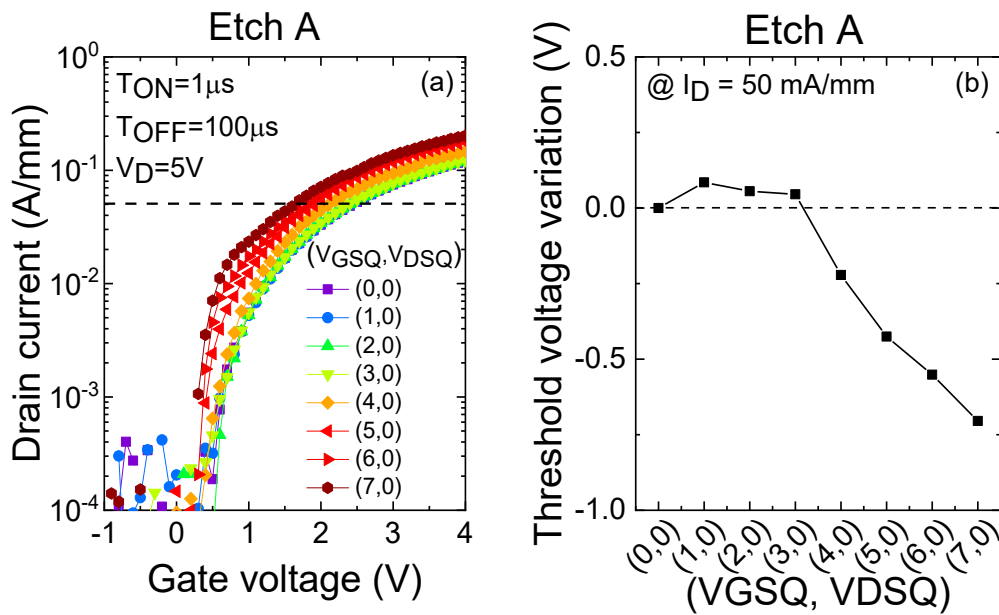 Etch A
(a)
T_ON=1μs
T_OFF=100μs
V_D=5V
10^0
10^-1
10^-2
10^-3
10^-4
Drain current (A/mm)
(V_GSQ,V_DSQ)
(0,0)
(1,0)
(2,0)
(3,0)
(4,0)
(5,0)
(6,0)
(7,0)
-1 0 1 2 3 4
Gate voltage (V)
Etch A
@ I_D = 50 mA/mm
(b)
0.5
0.0
-0.5
-1.0
Threshold voltage variation (V)
(0,0) (1,0) (2,0) (3,0) (4,0) (5,0) (6,0) (7,0)
(VGSQ, VDSQ)